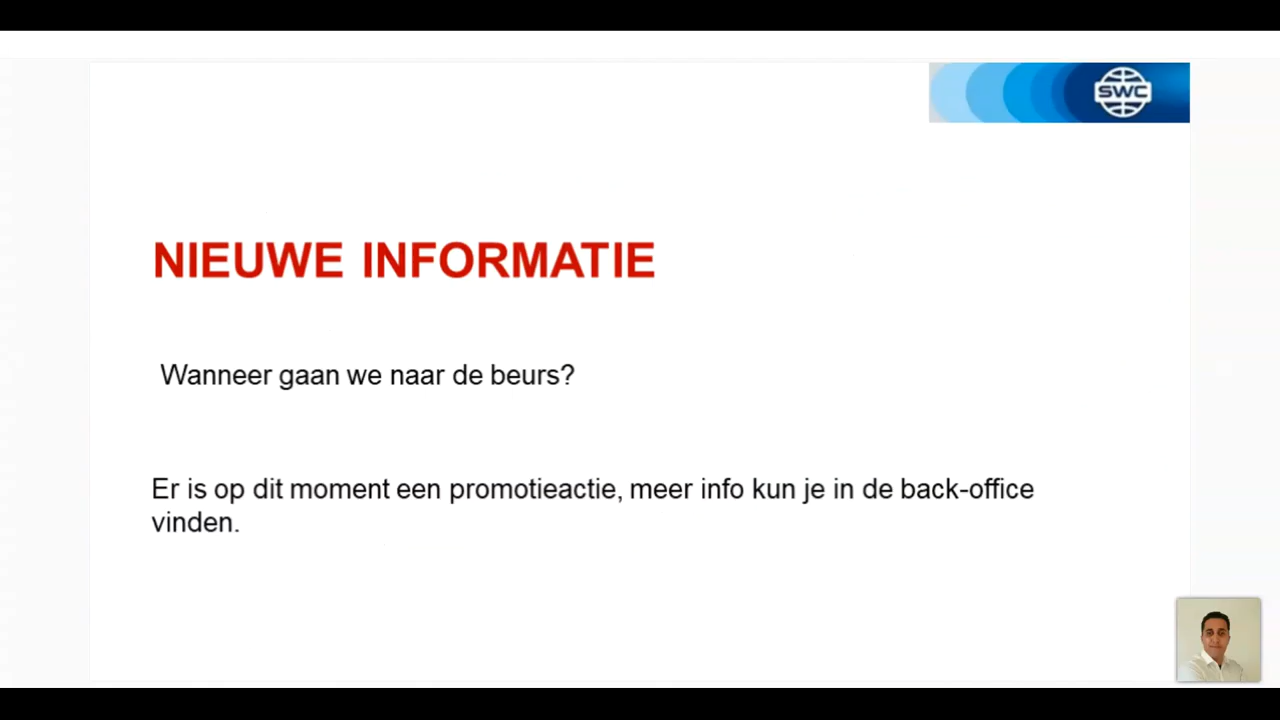 SWC
NIEUWE INFORMATIE
Wanneer gaan we naar de beurs?
Er is op dit moment een promotieactie, meer info kun je in de back-office
vinden.